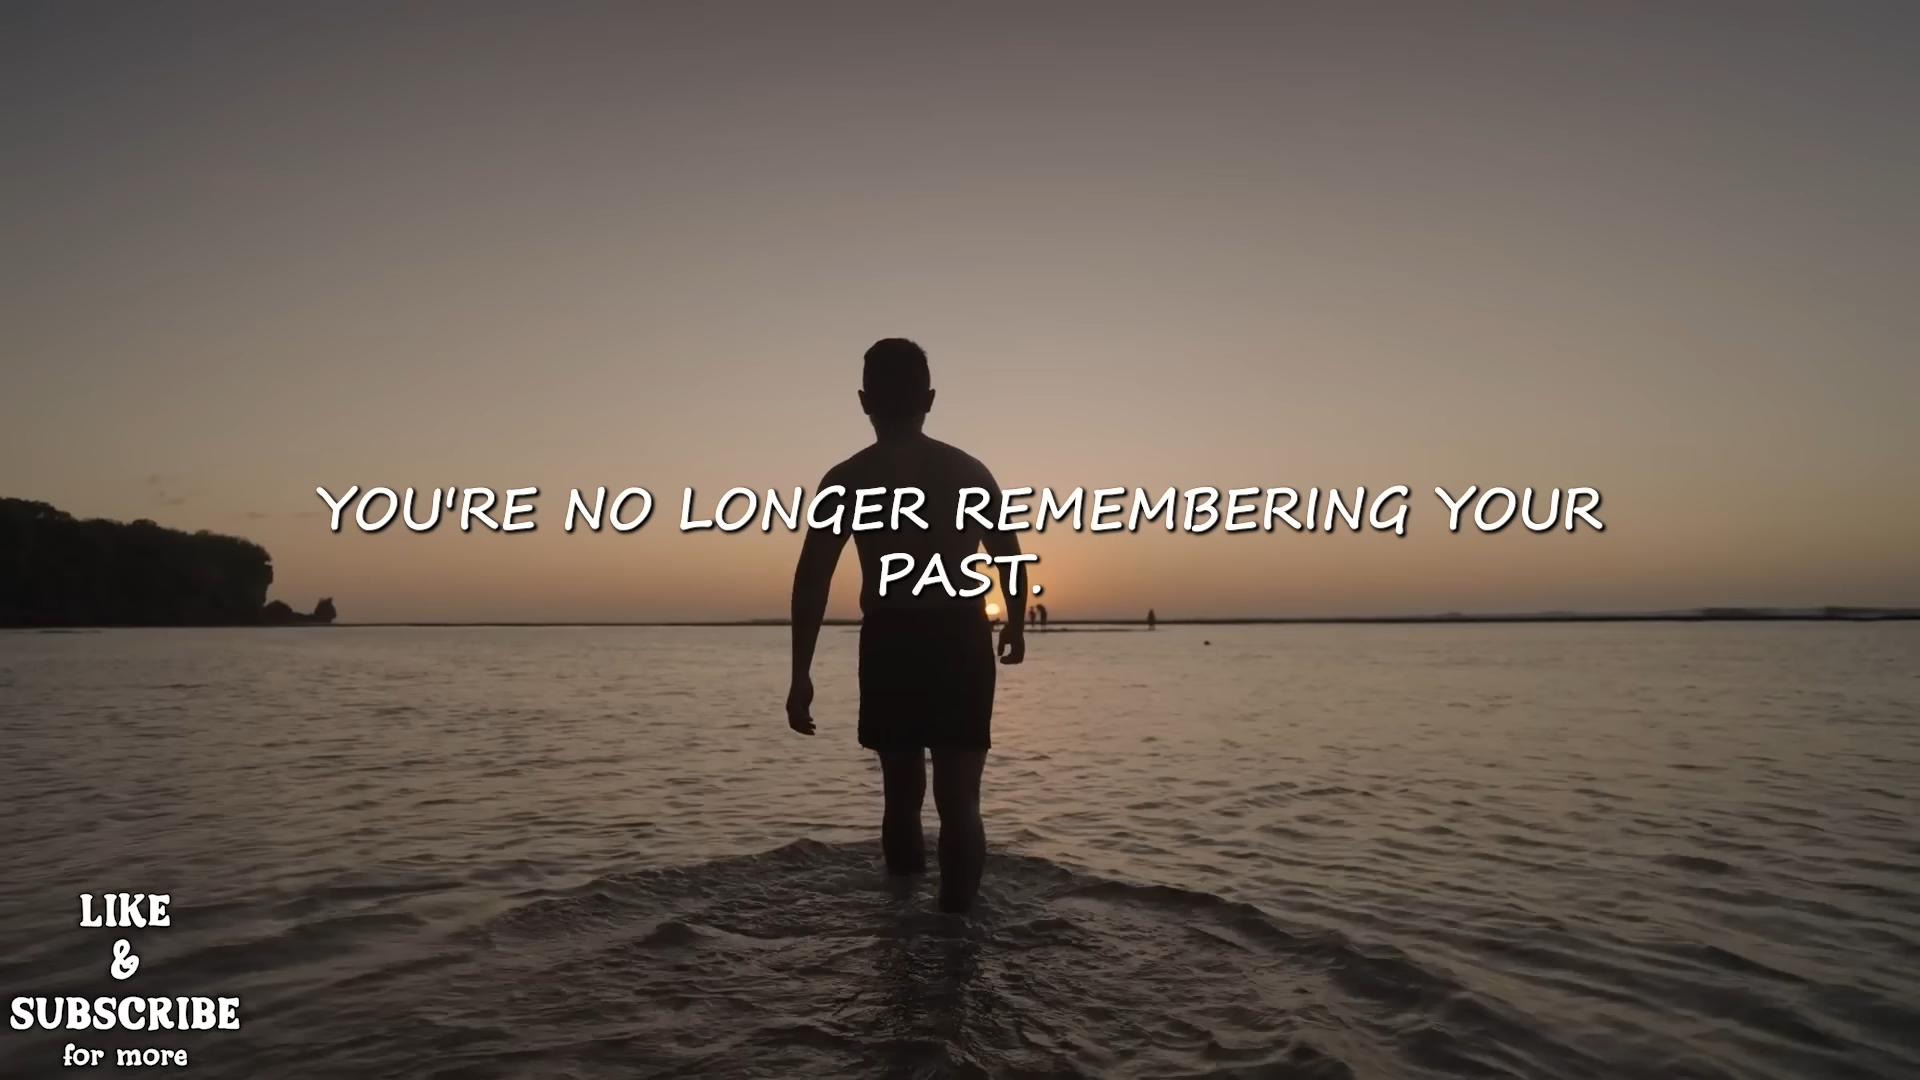 YOU'RE NO LONGER REMEMBERING YOUR
PAST.
LIKE
&
SUBSCRIBE
for more